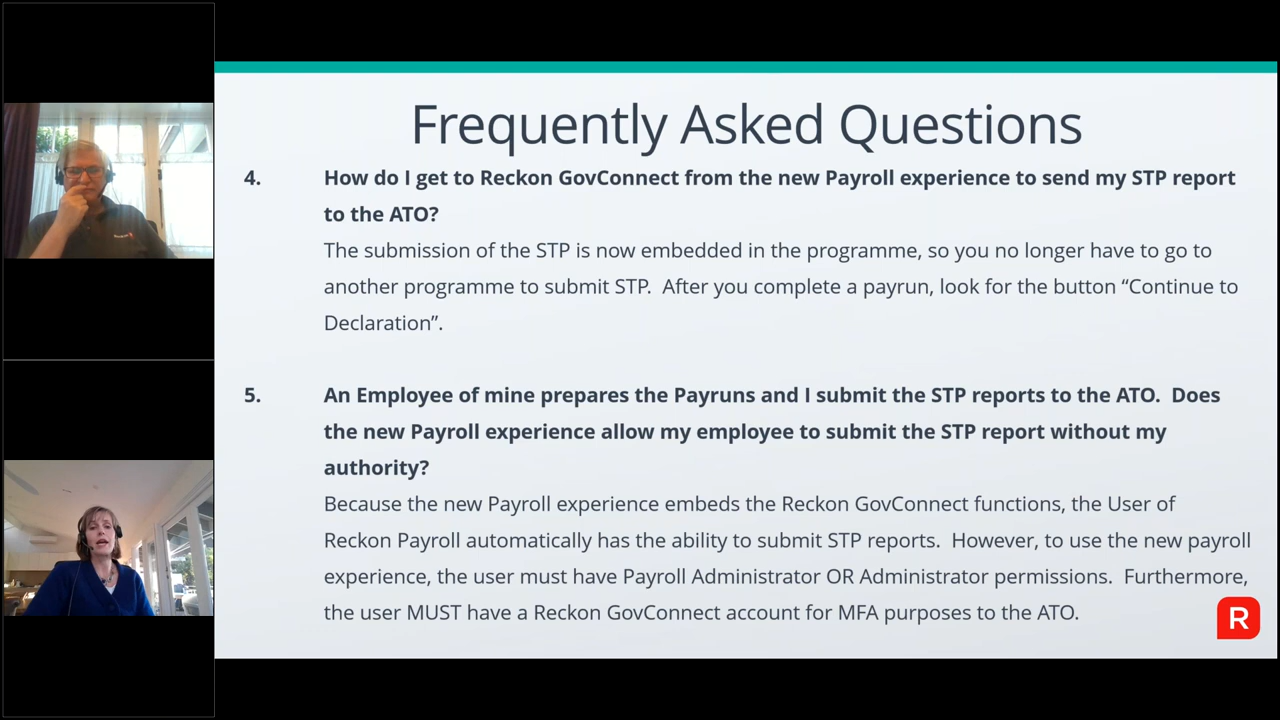 Frequently Asked Questions
4. How do I get to Reckon GovConnect from the new Payroll experience to send my STP report
to the ATO?
The submission of the STP is now embedded in the programme, so you no longer have to go to
another programme to submit STP.  After you complete a payrun, look for the button “Continue to
Declaration”.
5. An Employee of mine prepares the Payruns and I submit the STP reports to the ATO.  Does
the new Payroll experience allow my employee to submit the STP report without my
authority?
Because the new Payroll experience embeds the Reckon GovConnect functions, the User of
Reckon Payroll automatically has the ability to submit STP reports.  However, to use the new payroll
experience, the user must have Payroll Administrator OR Administrator permissions.  Furthermore,
the user MUST have a Reckon GovConnect account for MFA purposes to the ATO.
R